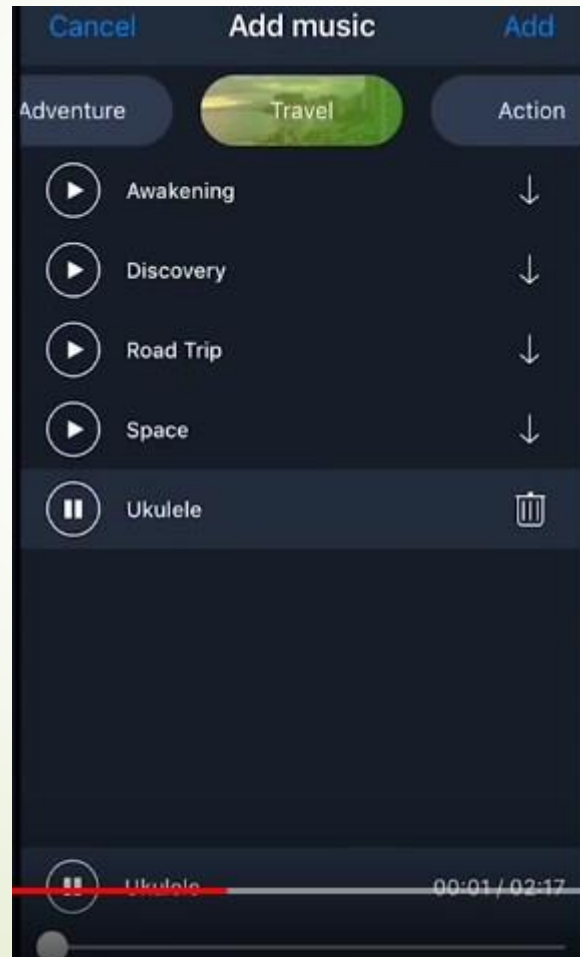 Cancel Add music Add
Adventure Travel Action
Awakening
Discovery
Road Trip
Space
Ukulele
Ukulele 00:01 / 02:17